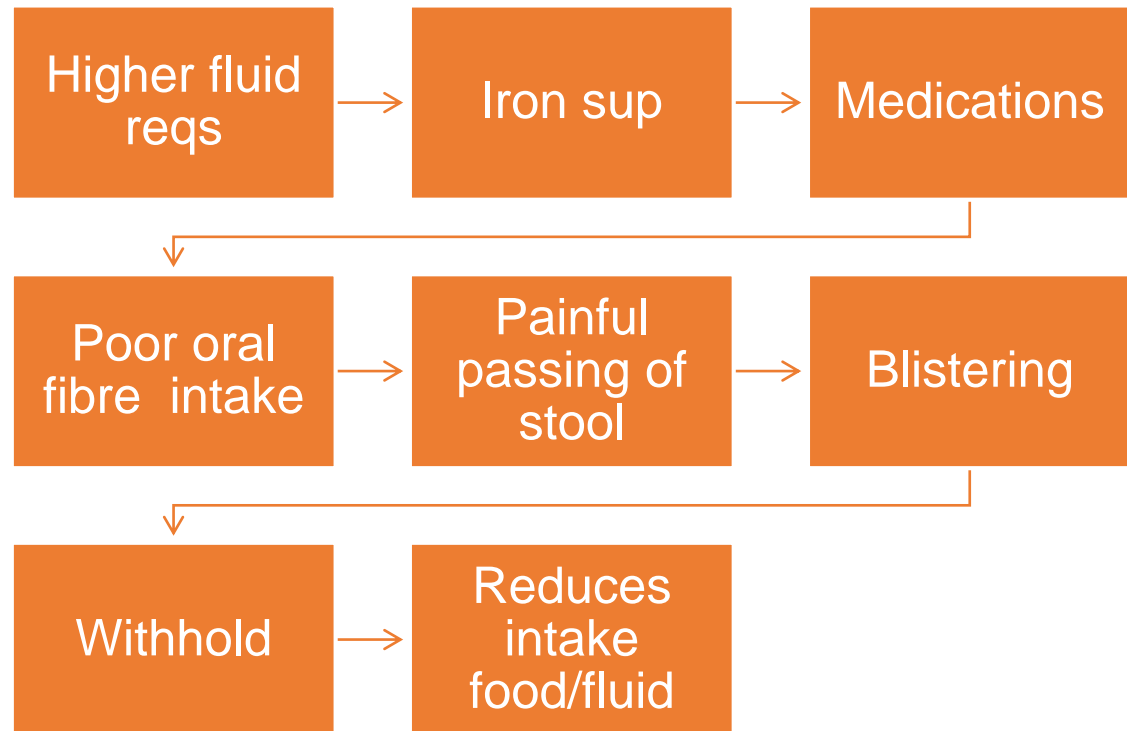 Higher fluid
reqs
Iron sup
Medications
Poor oral
fibre  intake
Painful
passing of
stool
Blistering
Withhold
Reduces
intake
food/fluid